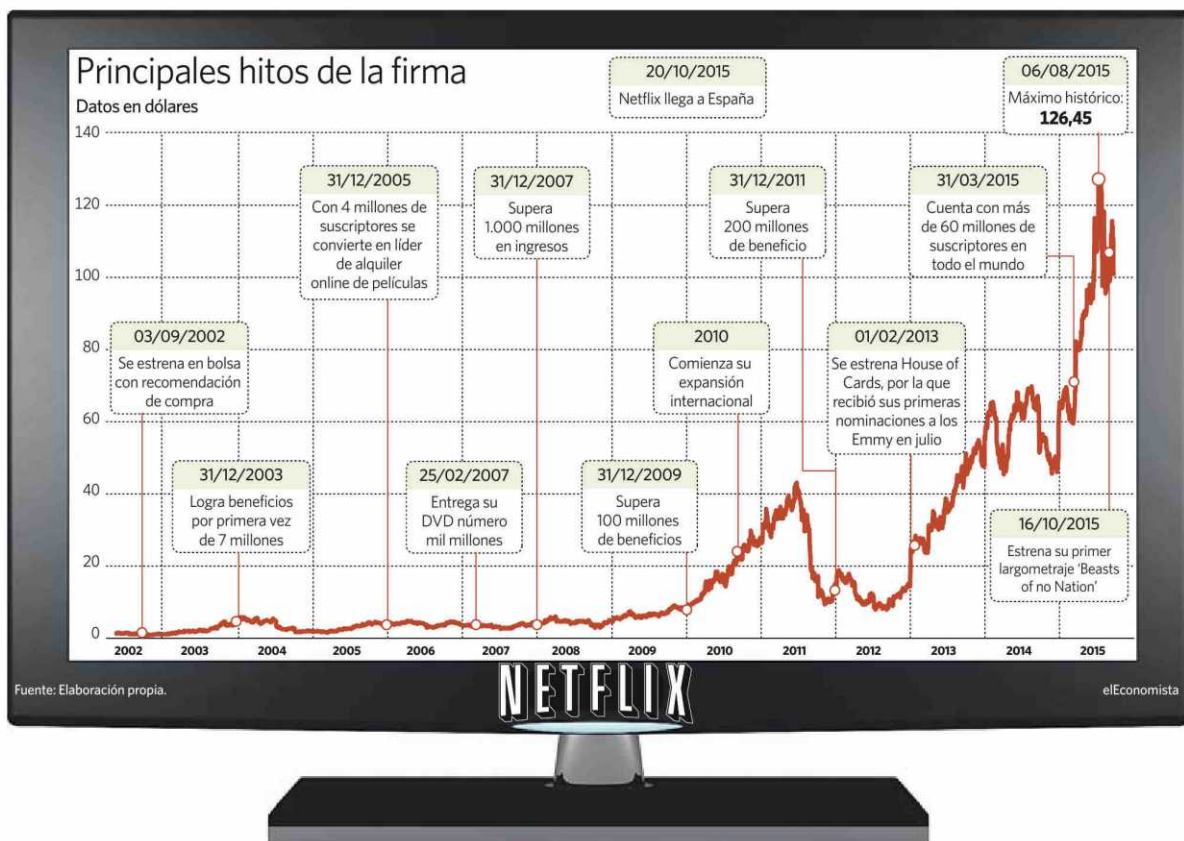 Principales hitos de la firma
Datos en dólares
20/10/2015
Netflix llega a España
06/08/2015
Máximo histórico:
126,45
140
120
100
80
60
40
20
0
31/12/2005
Con 4 millones de
suscriptores se
convierte en líder
de alquiler
online de películas
31/12/2007
Supera
1.000 millones
en ingresos
31/12/2011
Supera
200 millones
de beneficio
31/03/2015
Cuenta con más
de 60 millones de
suscriptores en
todo el mundo
03/09/2002
Se estrena en bolsa
con recomendación
de compra
2010
Comienza su
expansión
internacional
01/02/2013
Se estrena House of
Cards, por la que
recibió sus primeras
nominaciones a los
Emmy en julio
31/12/2003
Logra beneficios
por primera vez
de 7 millones
25/02/2007
Entrega su
DVD número
mil millones
31/12/2009
Supera
100 millones
de beneficios
16/10/2015
Estrena su primer
largometraje ‘Beasts
of no Nation’
2002 2003 2004 2005 2006 2007 2008 2009 2010 2011 2012 2013 2014 2015
Fuente: Elaboración propia.
NETFLIX
elEconomista